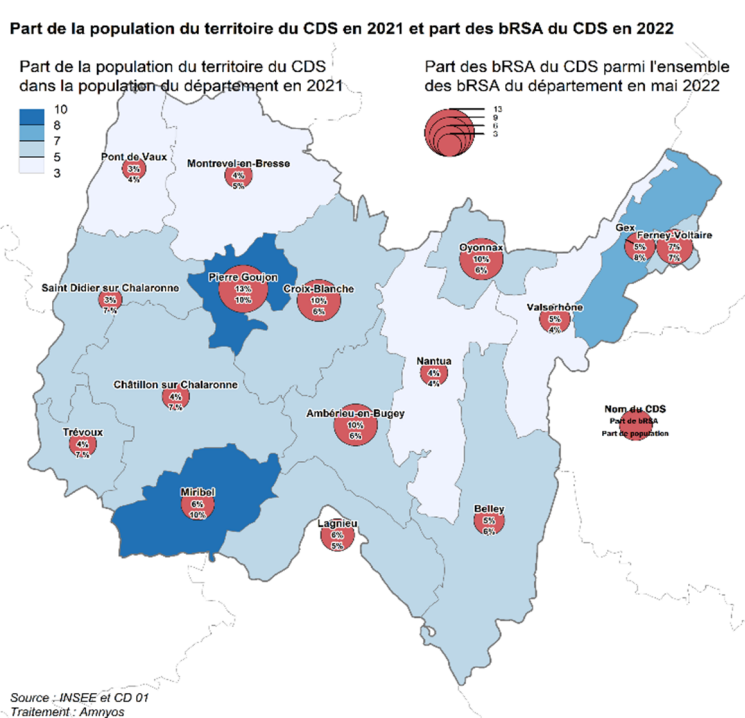 Part de la population du territoire du CDS en 2021 et part des bRSA du CDS en 2022
Part de la population du territoire du CDS
dans la population du département en 2021
10
8
7
5
3
Part des bRSA du CDS parmi l'ensemble
des bRSA du département en mai 2022
13
9
6
3
Pont de Vaux
3%
4%
Montrevel-en-Bresse
4%
5%
Gex
5%
8%
Ferney-Voltaire
7%
7%
Oyonnax
10%
6%
Pierre Goujon
13%
10%
Croix-Blanche
10%
6%
Saint Didier sur Chalaronne
3%
7 %
Valserhône
5%
4%
Nantua
4%
4%
Châtillon sur Chalaronne
4%
7 %
Ambérieu-en-Bugey
10%
6%
Nom du CDS
Part de bRSA
Part de population
Trévoux
4%
7 %
Miribel
6%
10%
Belley
5%
6%
Lagnieu
6%
5%
Source : INSEE et CD 01
Traitement : Amnyos